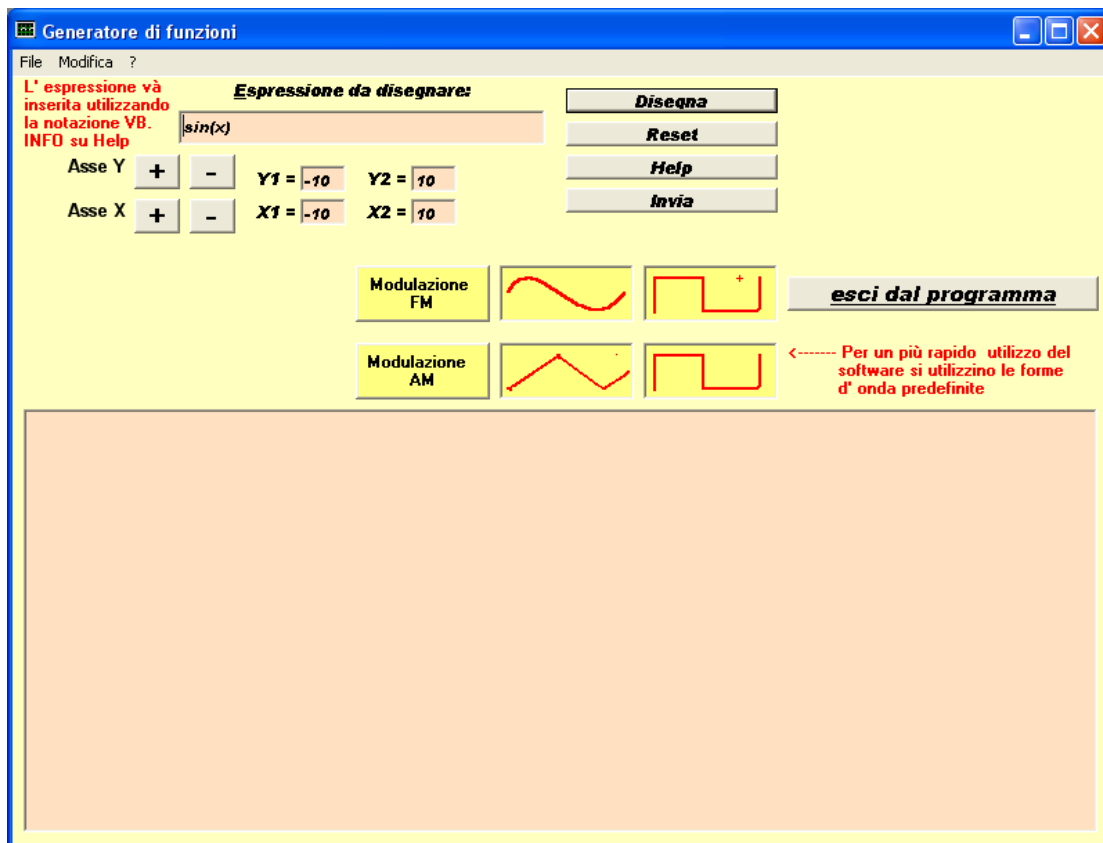 Generatore di funzioni
File Modifica ?
L' espressione và
inserita utilizzando
la notazione VB.
INFO su Help
Espressione da disegnare:
sin(x)
Disegna
Reset
Help
Invia
Asse Y + - Y1 = -10 Y2 = 10
Asse X + - X1 = -10 X2 = 10
Modulazione
FM
esci dal programma
Modulazione
AM
<------- Per un più rapido utilizzo del
software si utilizzino le forme
d' onda predefinite